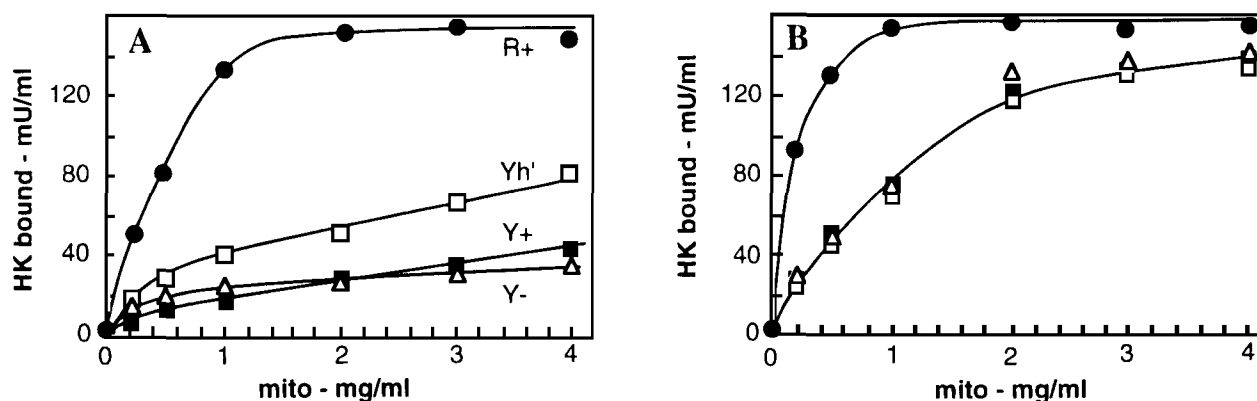 A
R+
Yh'
Y+
Y-
HK bound - mU/ml
120
80
40
0
0 1 2 3 4
mito - mg/ml
B
HK bound - mU/ml
120
80
40
0
0 1 2 3 4
mito - mg/ml